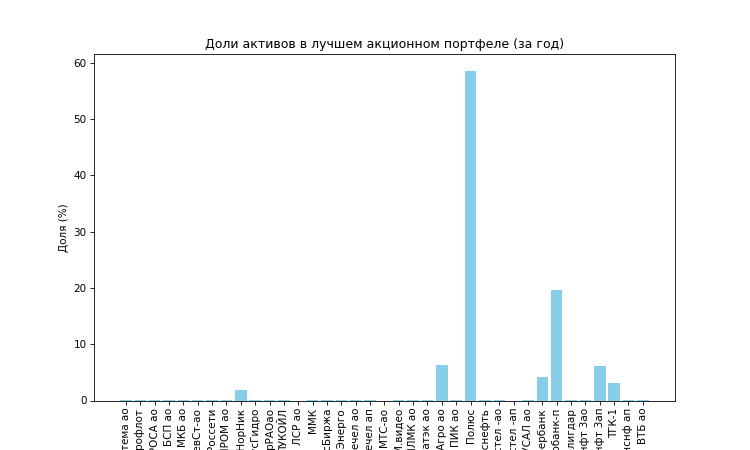 Доли активов в лучшем акционном портфеле (за год)
Доля (%)
60
50
40
30
20
10
0
тема ао
рофлот
РОСА ао
БСП ао
МКБ ао
евСт-ао
Россети
ПРОМ ао
НорНик
сГидро
рРАОао
ЛУКОЙЛ
ЛСР ао
ММК
сБиржа
Энерго
ечел ао
ечел ап
МТС-ао
М.видео
ЛМК ао
атэк ао
Агро ао
ПИК ао
Полюс
снефть
стел -ао
стел -ап
УСАЛ ао
ербанк
рбанк-п
лигдар
нфт 3ао
нфт 3ап
ТГК-1
нснф ап
ВТБ ао